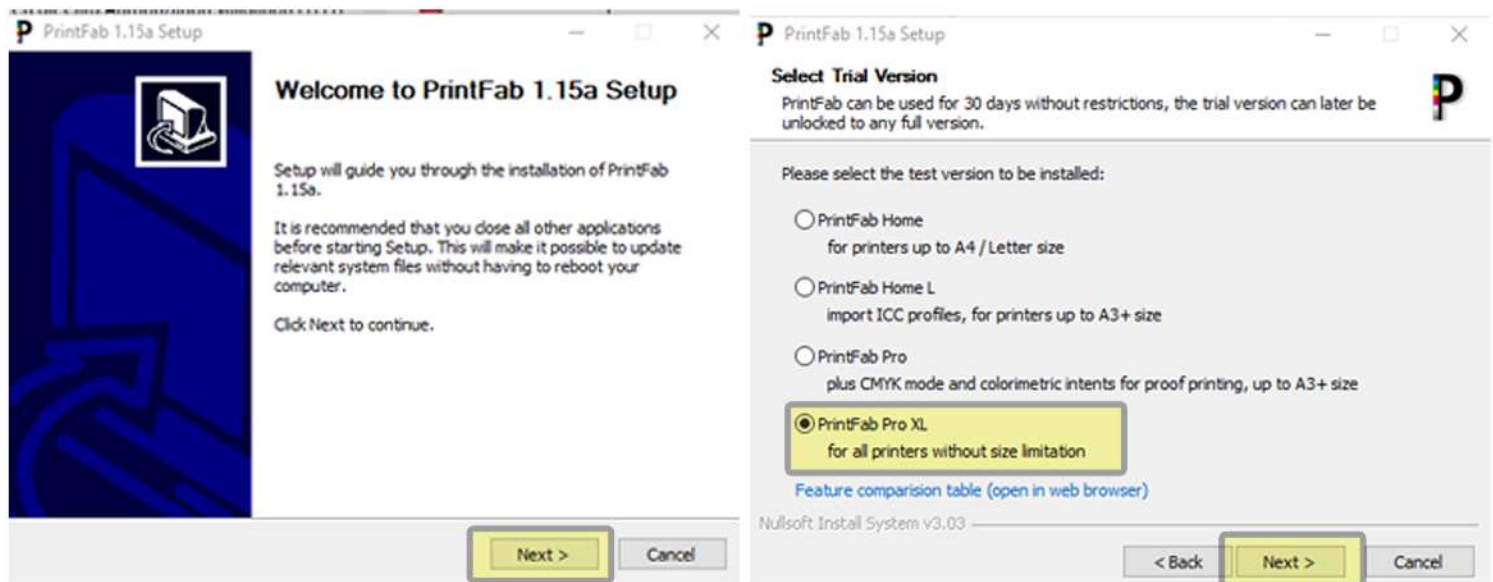 PrintFab 1.15a Setup
Welcome to PrintFab 1.15a Setup
Setup will guide you through the installation of PrintFab
1.15a.
It is recommended that you close all other applications
before starting Setup. This will make it possible to update
relevant system files without having to reboot your
computer.
Click Next to continue.
Next >
Cancel
PrintFab 1.15a Setup
Select Trial Version
PrintFab can be used for 30 days without restrictions, the trial version can later be
unlocked to any full version.
P
Please select the test version to be installed:
PrintFab Home
for printers up to A4 / Letter size
PrintFab Home L
import ICC profiles, for printers up to A3+ size
PrintFab Pro
plus CMYK mode and colorimetric intents for proof printing, up to A3+ size
PrintFab Pro XL
for all printers without size limitation
Feature comparision table (open in web browser)
Nullsoft Install System v3.03
< Back
Next >
Cancel